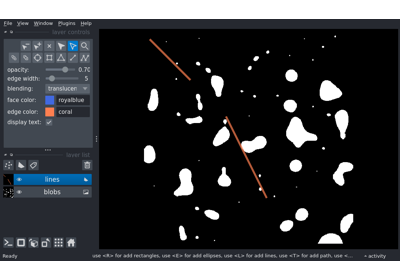 File View Window Plugins Help
layer controls
opacity: 0.70
edge width: 5
blending: translucen
face color: royalblue
edge color: coral
display text:
layer list
lines
blobs
Ready use <R> for add rectangles, use <E> for add ellipses, use <L> for add lines, use <T> for add path, use <... activity